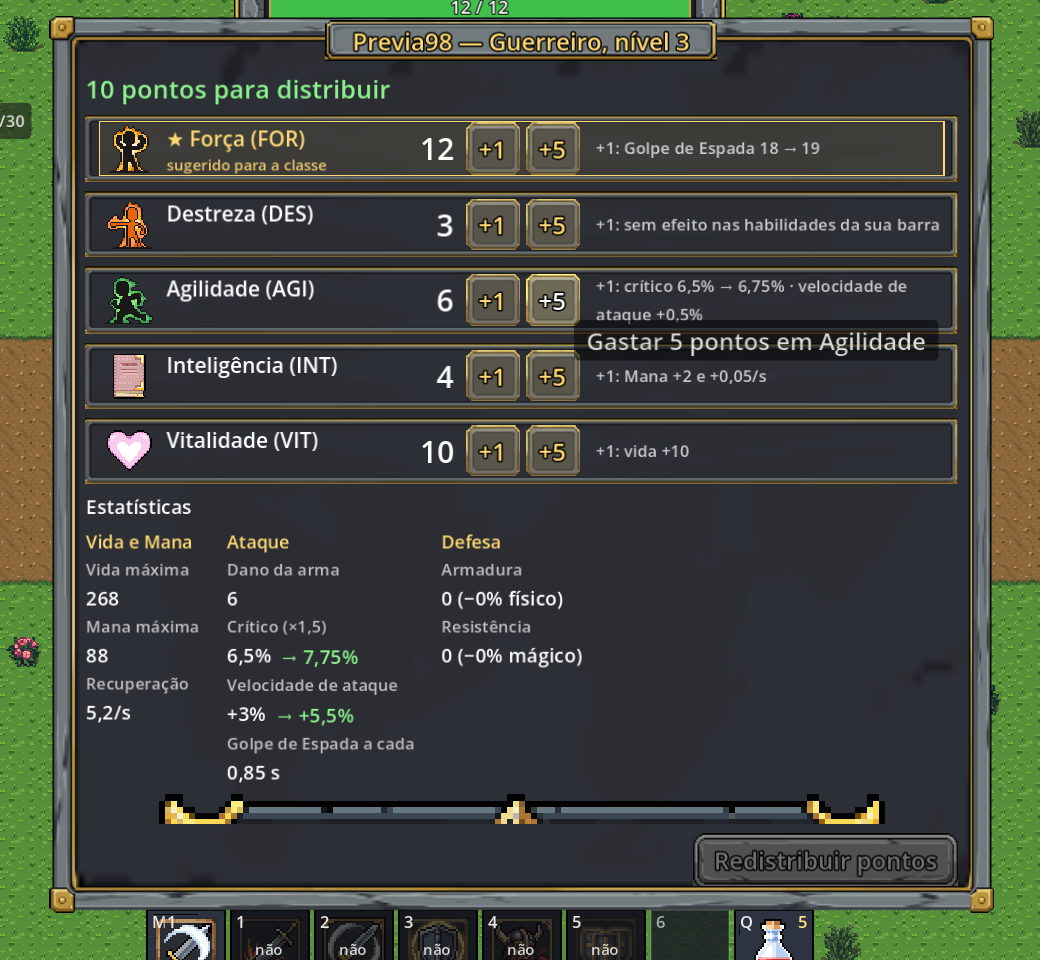 12 / 12
Previa98 — Guerreiro, nível 3
10 pontos para distribuir
/30
★ Força (FOR)
sugerido para a classe
12
+1
+5
+1: Golpe de Espada 18 → 19
Destreza (DES)
3
+1
+5
+1: sem efeito nas habilidades da sua barra
Agilidade (AGI)
6
+1
+5
+1: crítico 6,5% → 6,75% · velocidade de
ataque +0,5%
Gastar 5 pontos em Agilidade
Inteligência (INT)
4
+1
+5
+1: Mana +2 e +0,05/s
Vitalidade (VIT)
10
+1
+5
+1: vida +10
Estatísticas
Vida e Mana
Vida máxima
268
Mana máxima
88
Recuperação
5,2/s
Ataque
Dano da arma
6
Crítico (×1,5)
6,5% → 7,75%
Velocidade de ataque
+3% → +5,5%
Golpe de Espada a cada
0,85 s
Defesa
Armadura
0 (−0% físico)
Resistência
0 (−0% mágico)
Redistribuir pontos
M1
1
não
2
não
3
não
4
não
5
não
6
Q
5